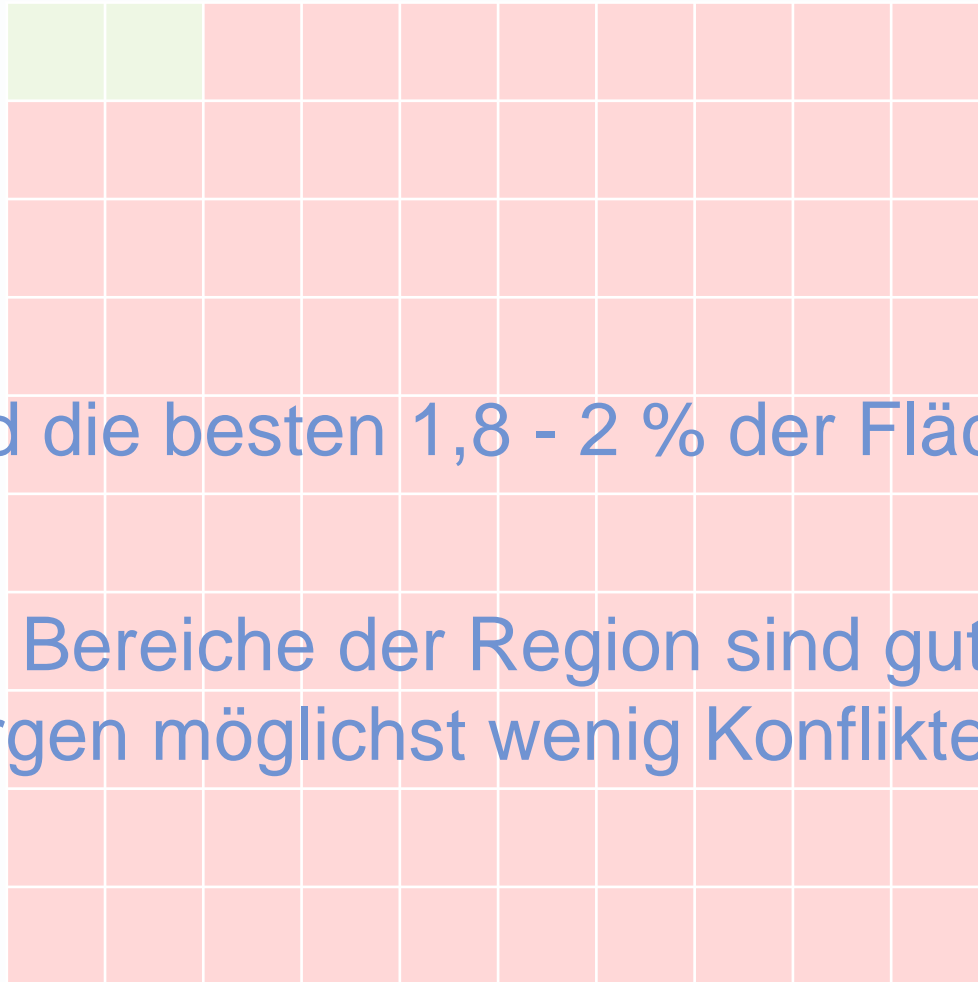 d die besten 1,8 - 2 % der Fläc
Bereiche der Region sind gut
rgen möglichst wenig Konflikte